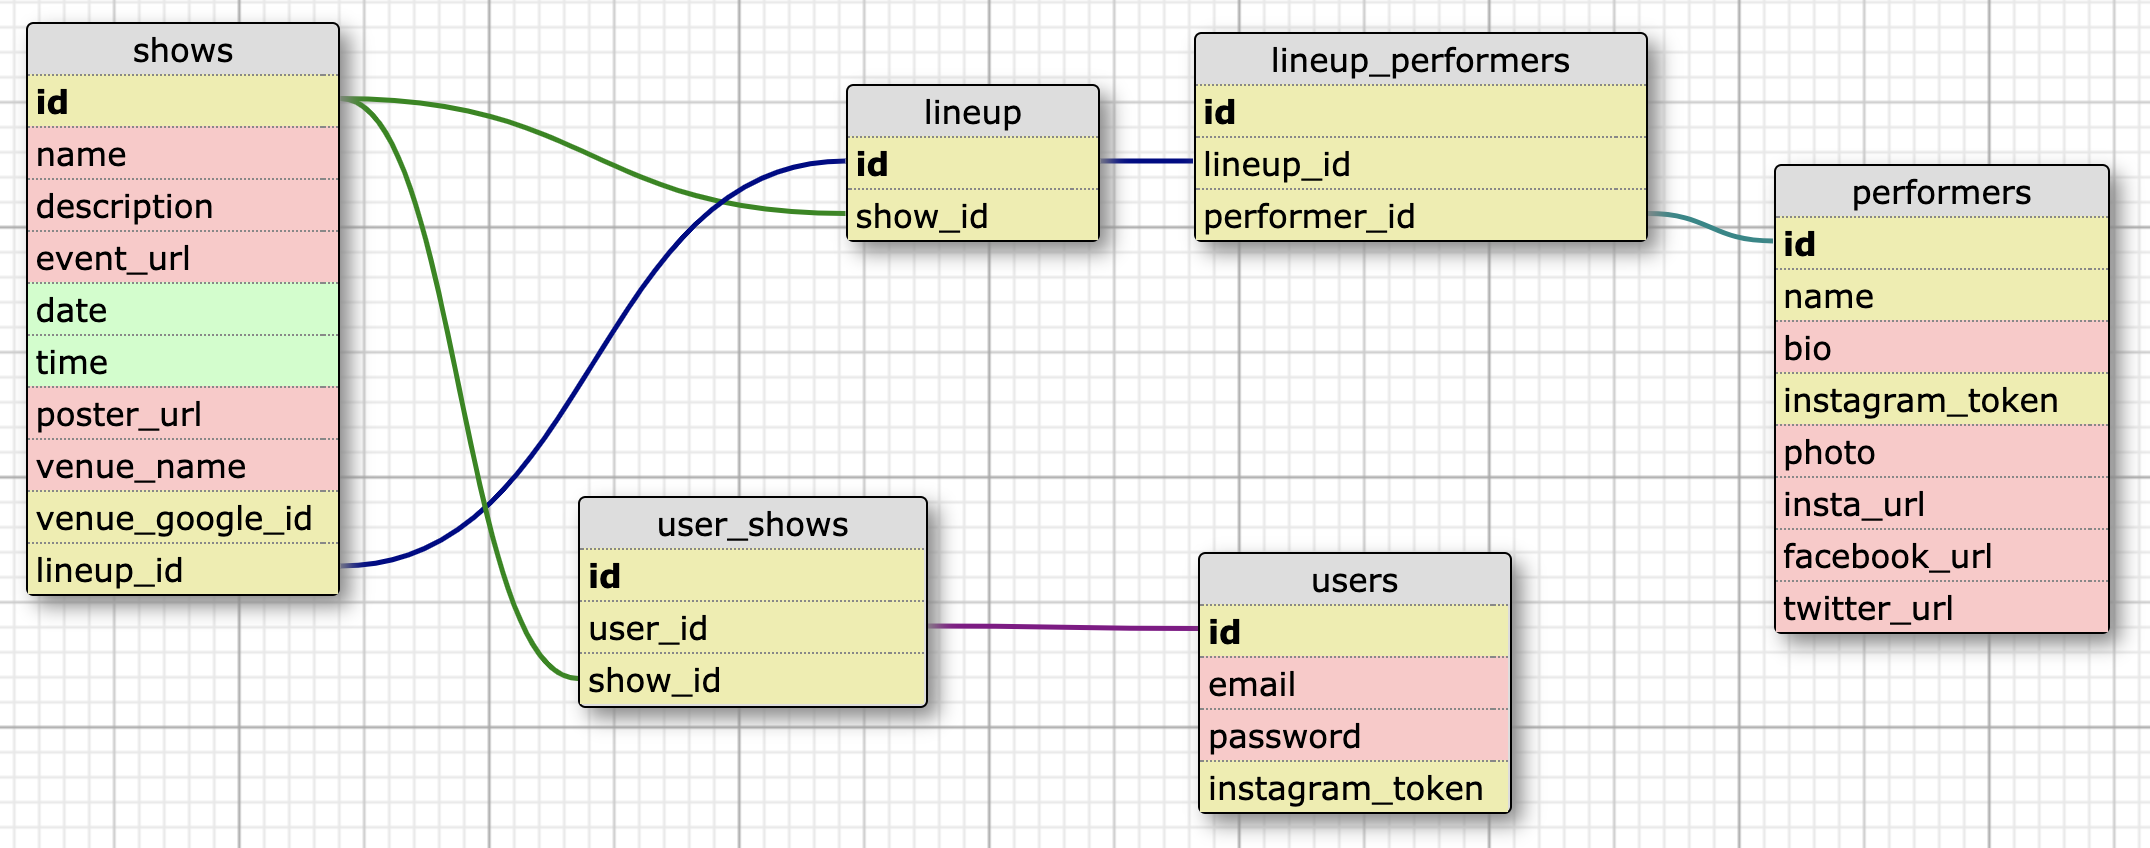 shows
id
name
description
event_url
date
time
poster_url
venue_name
venue_google_id
lineup_id
lineup
id
show_id
lineup_performers
id
lineup_id
performer_id
performers
id
name
bio
instagram_token
photo
insta_url
facebook_url
twitter_url
user_shows
id
user_id
show_id
users
id
email
password
instagram_token